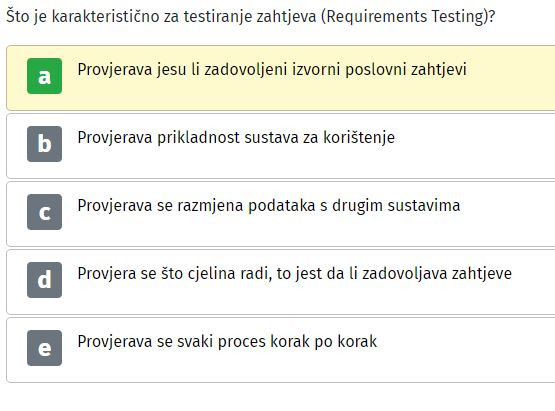 Što je karakteristično za testiranje zahtjeva (Requirements Testing)?
a Provjerava jesu li zadovoljeni izvorni poslovni zahtjevi
b Provjerava prikladnost sustava za korištenje
c Provjerava se razmjena podataka s drugim sustavima
d Provjera se što cjelina radi, to jest da li zadovoljava zahtjeve
e Provjerava se svaki proces korak po korak